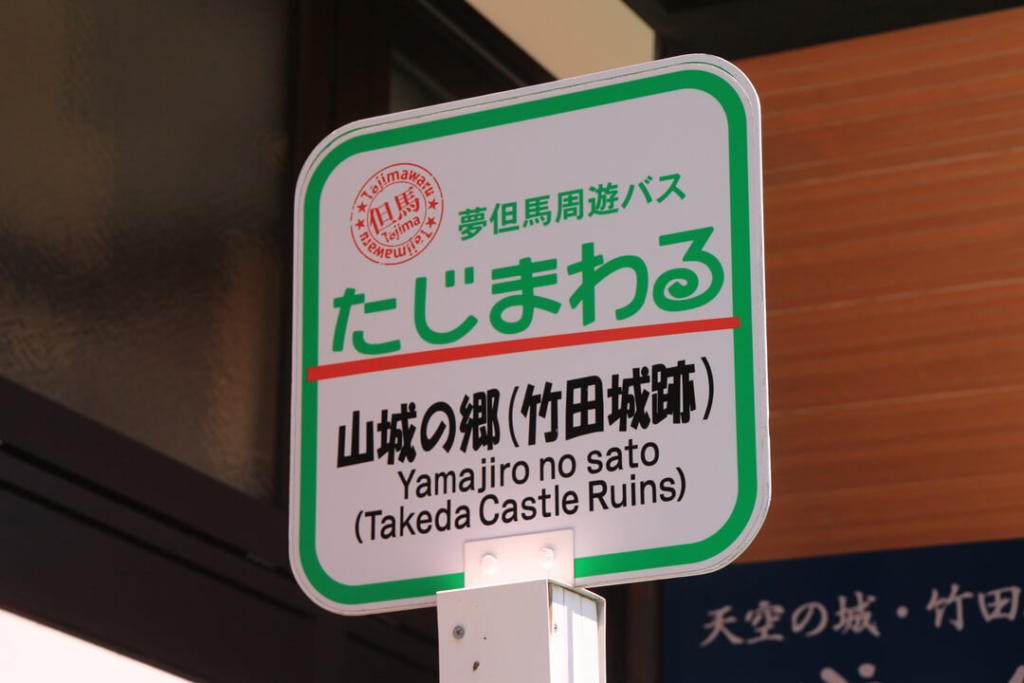 Tajimawaru
但馬
Tajima
Tajimawaru
夢但馬周遊バス
たじまわる
山城の郷(竹田城跡)
Yamajiro no sato
(Takeda Castle Ruins)
天空の城・竹田